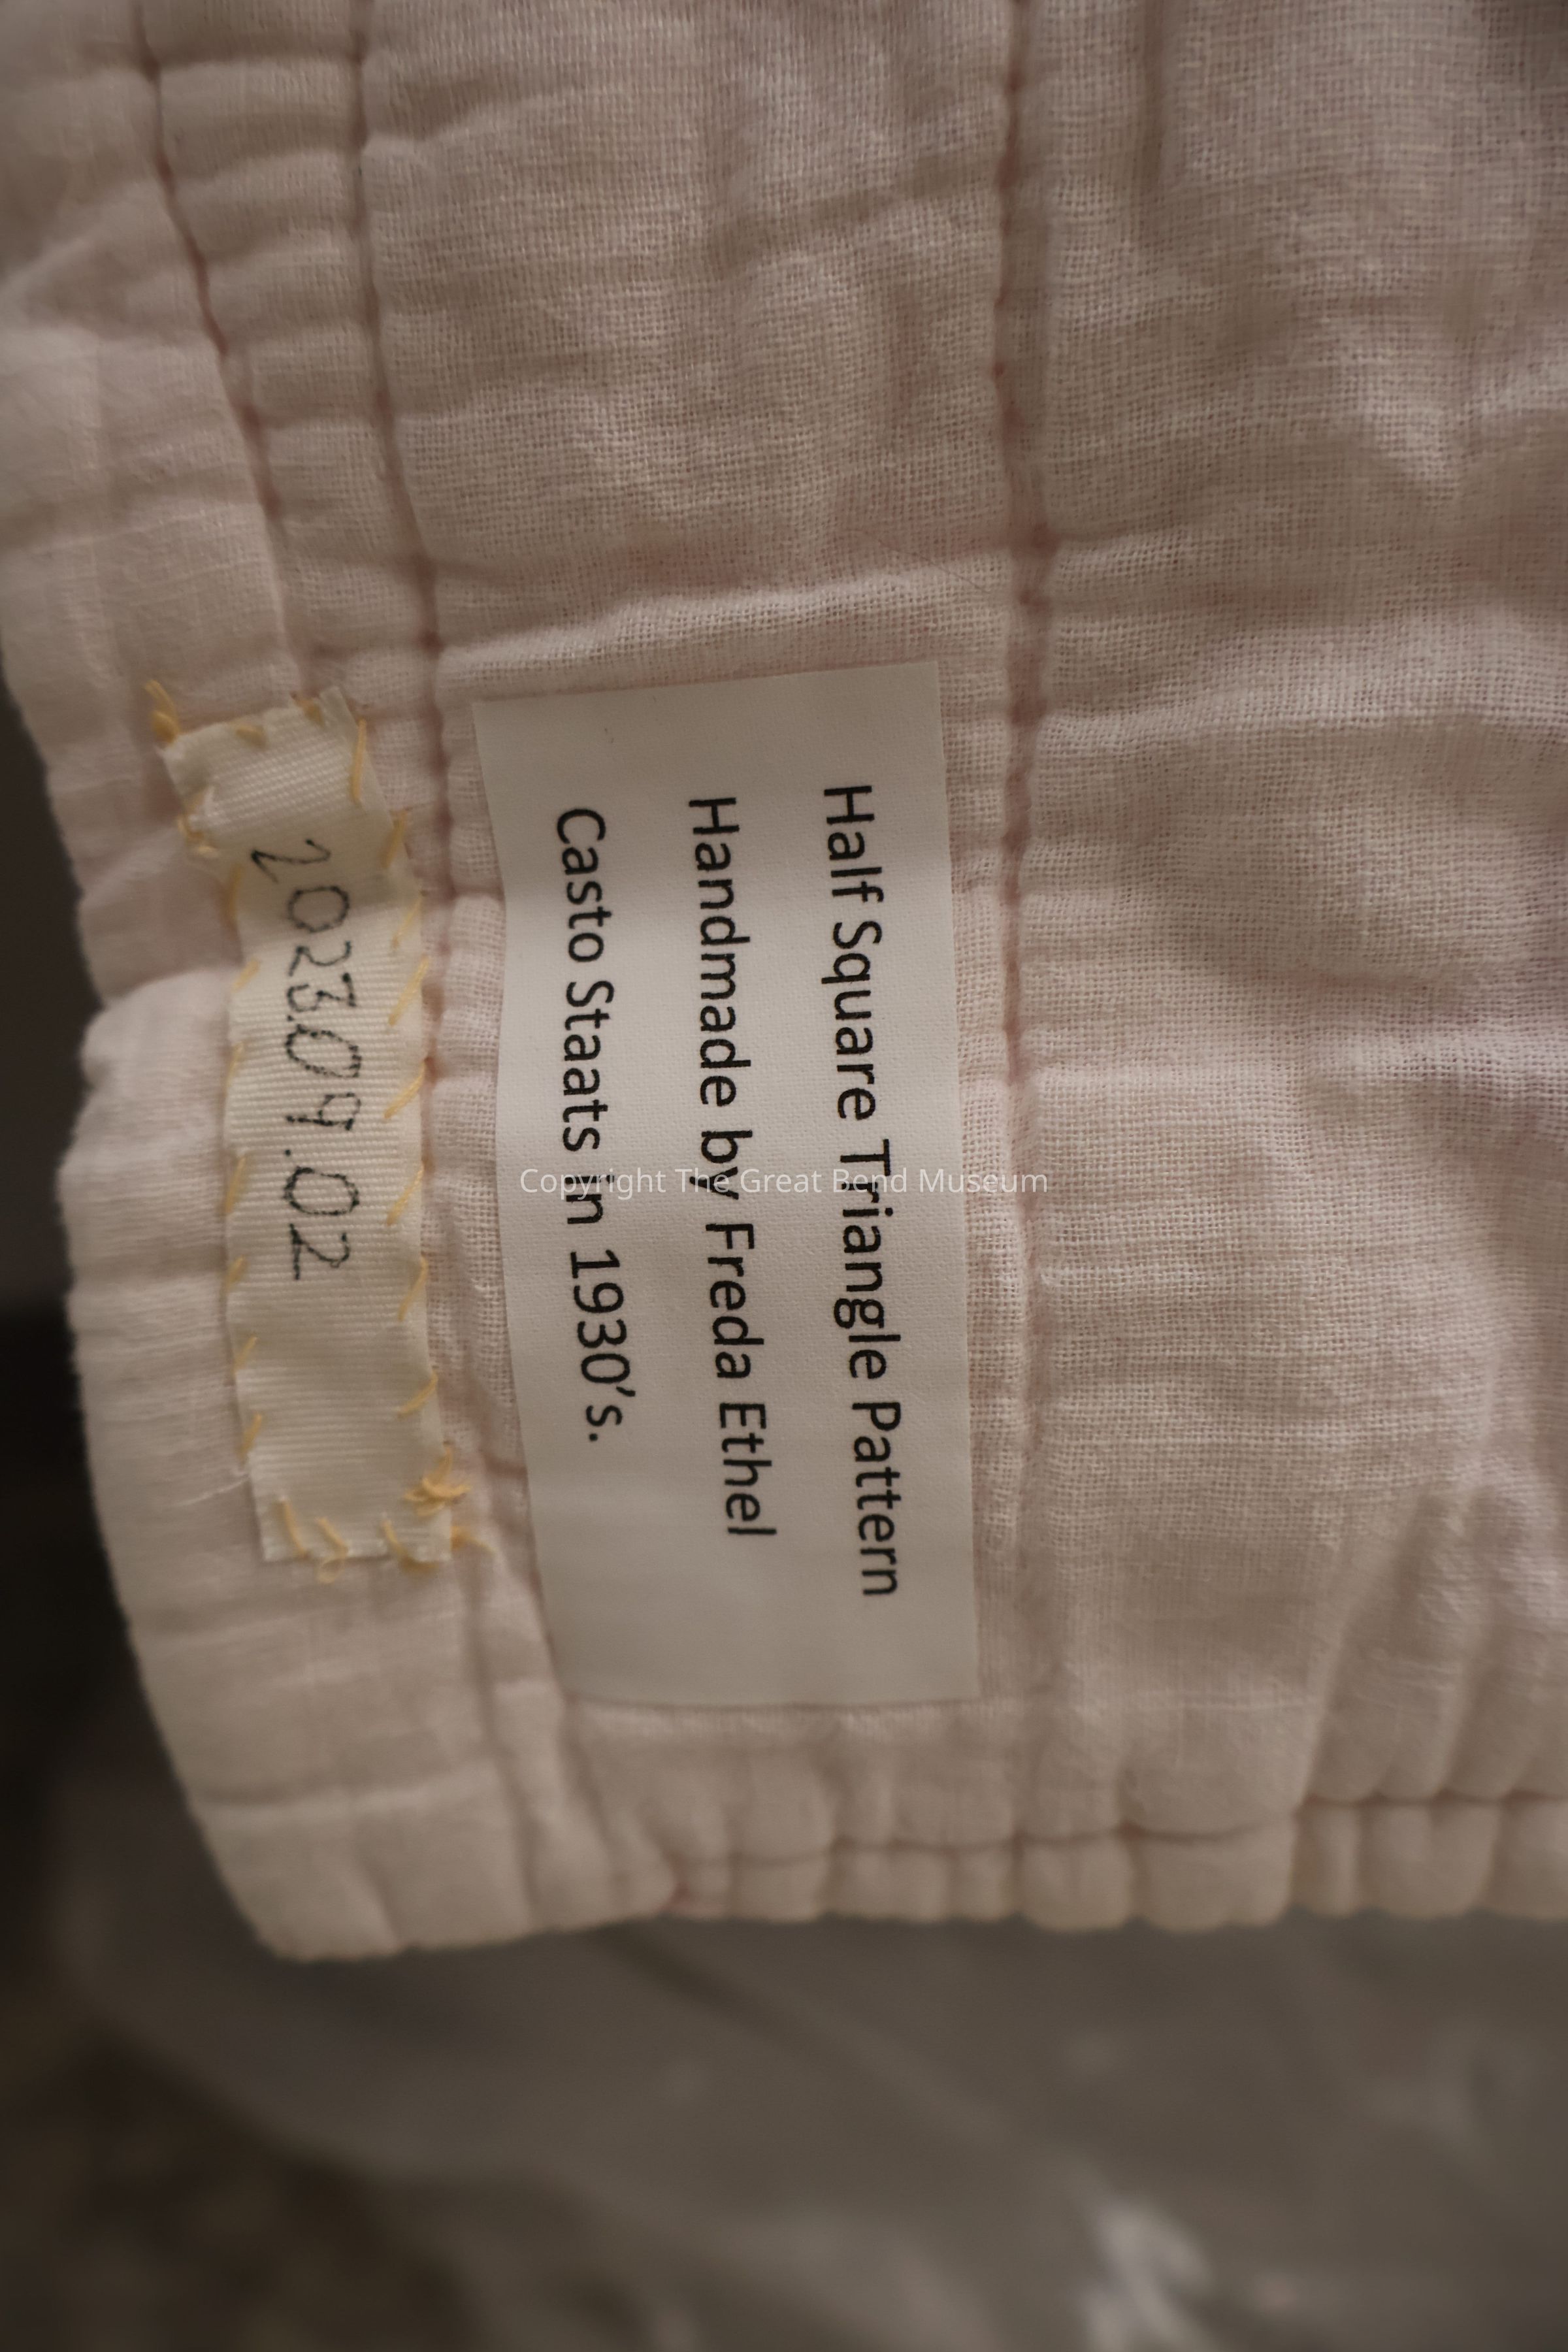 Half Square Triangle Pattern
Handmade by Freda Ethel
Casto Staats in 1930's.
2023.09.02
Copyright The Great Bend Museum